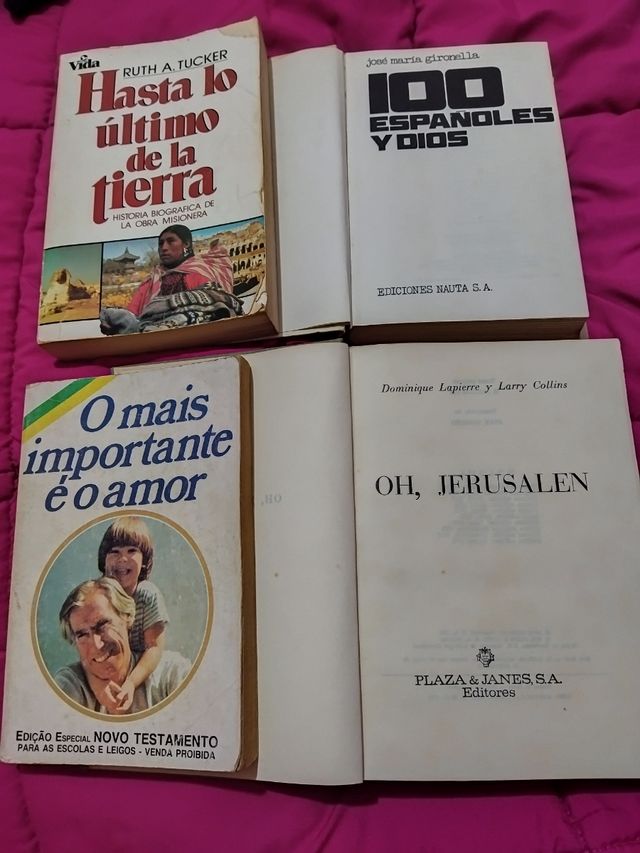 Vida
RUTH A. TUCKER
Hasta lo
último
de la
tierra
HISTORIA BIOGRAFICA DE
LA OBRA MISIONERA
josé maría gironella
100
ESPAÑOLES
Y DIOS
EDICIONES NAUTA S.A.
O mais
importante
é o amor
EDIÇÃO ESPECIAL NOVO TESTAMENTO
PARA AS ESCOLAS E LEIGOS - VENDA PROIBIDA
Dominique Lapierre y Larry Collins
OH, JERUSALEN
PLAZA & JANES, S.A.
Editores